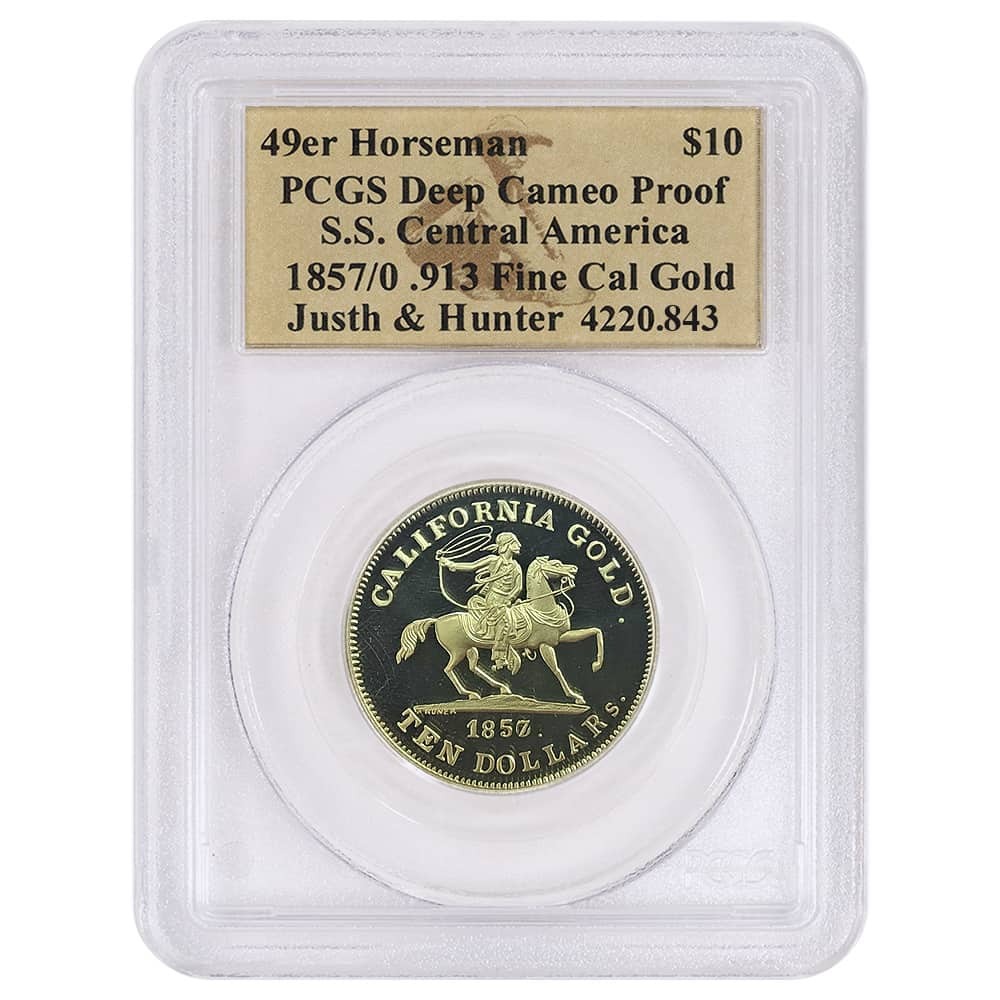 49er Horseman $10
PCGS Deep Cameo Proof
S.S. Central America
1857/0 .913 Fine Cal Gold
Justh & Hunter 4220.843
CALIFORNIA GOLD.
1857.
TEN DOLLARs.
PCGS